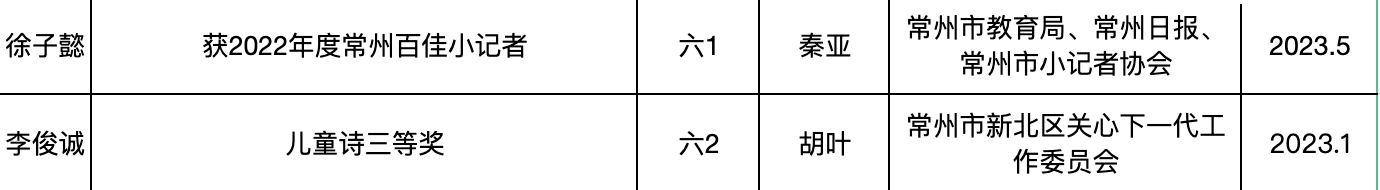 徐子懿 获2022年度常州百佳小记者 六1 秦亚 常州市教育局、常州日报、
常州市小记者协会 2023.5
李俊诚 儿童诗三等奖 六2 胡叶 常州市新北区关心下一代工
作委员会 2023.1